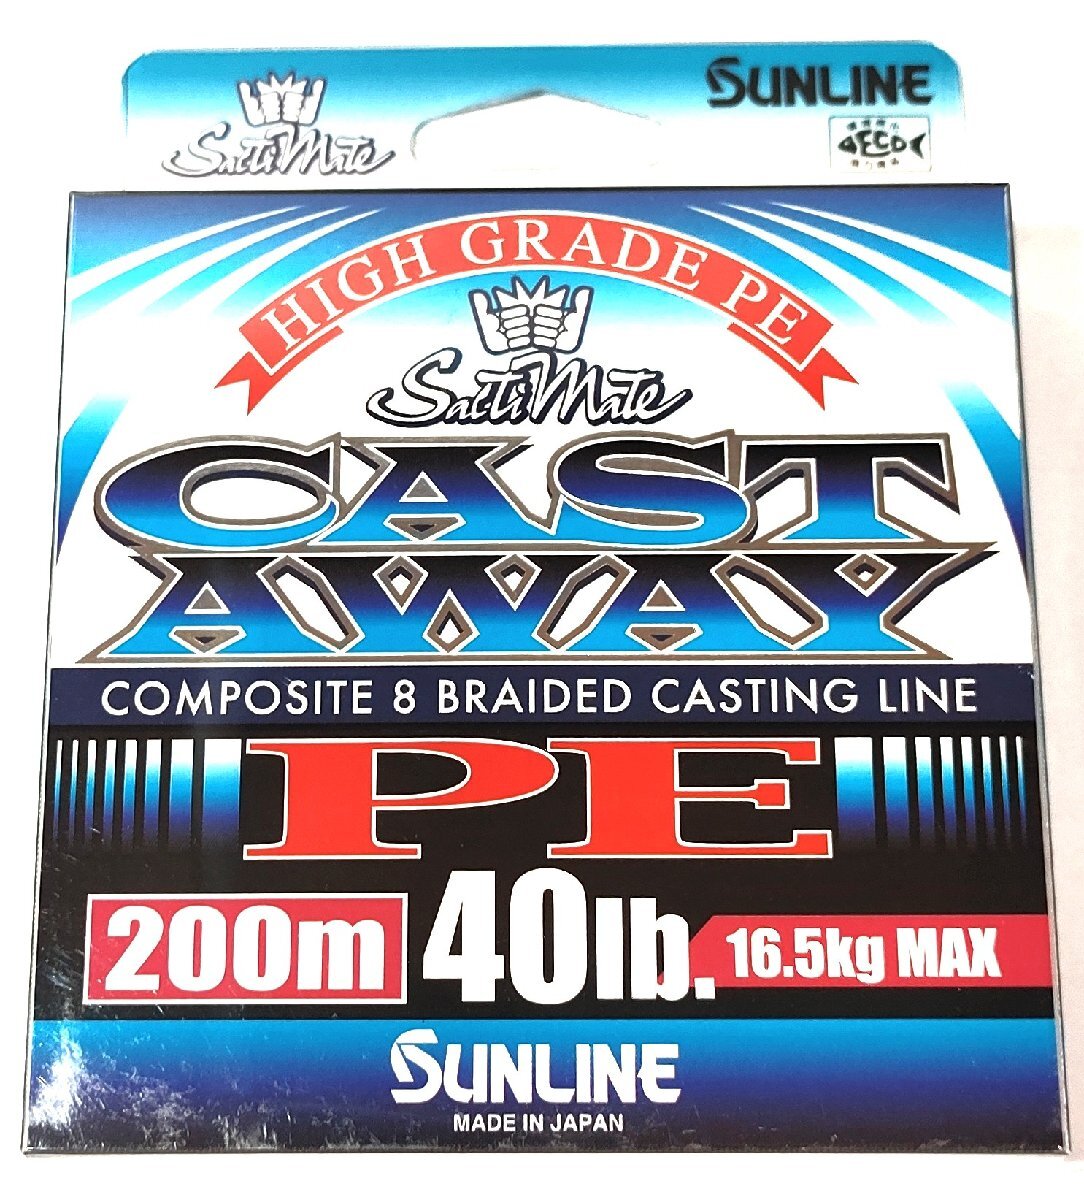 SaltiMate
SUNLINE
ECO
HIGH GRADE PE
SaltiMate
CAST
AWAY
COMPOSITE 8 BRAIDED CASTING LINE
PE
200m 40lb. 16.5kg MAX
SUNLINE
MADE IN JAPAN